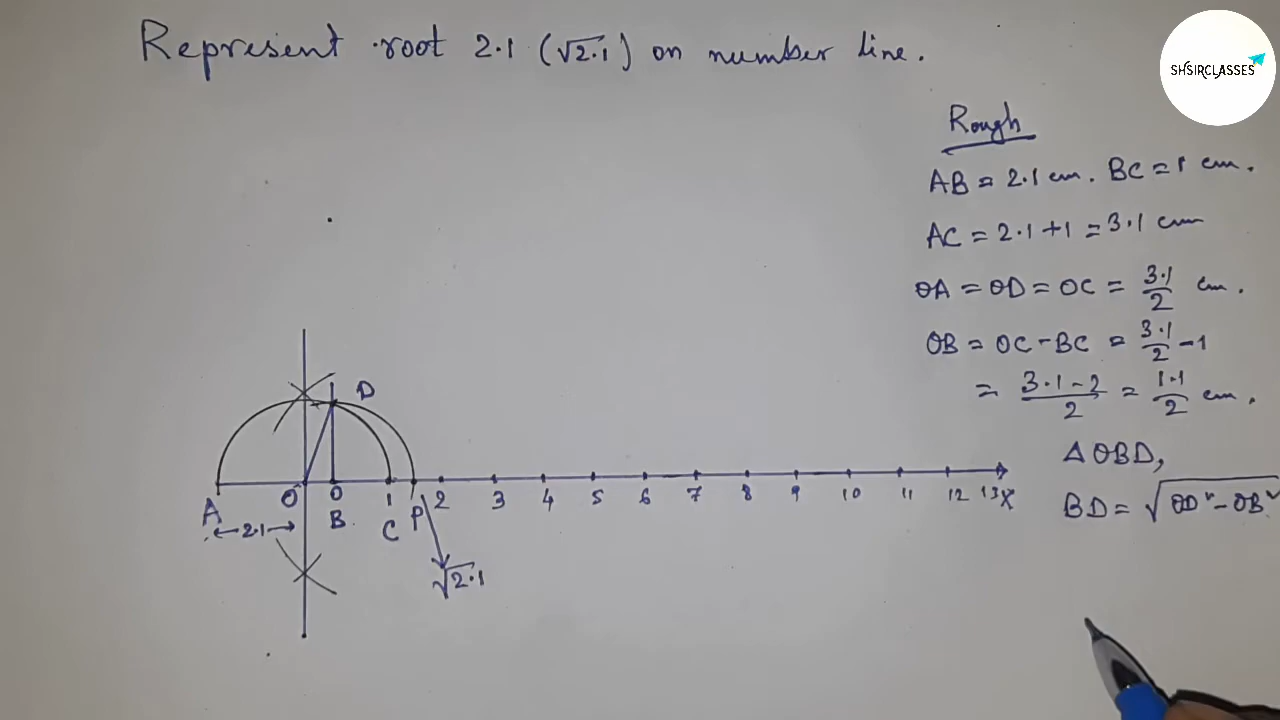 Represent root 2.1 (√2.1) on number line.
SHSIRCLASSES
Rough
AB = 2.1 cm. BC = 1 cm.
AC = 2.1 + 1 = 3.1 cm
OA = OD = OC = 3.1/2 cm.
OB = OC - BC = 3.1/2 - 1
= 3.1 - 2/2 = 1.1/2 cm.
△OBD,
BD = √OD² - OB²
D
A O B C P X
0 1 2 3 4 5 6 7 8 9 10 11 12 13
←2.1→
√2.1